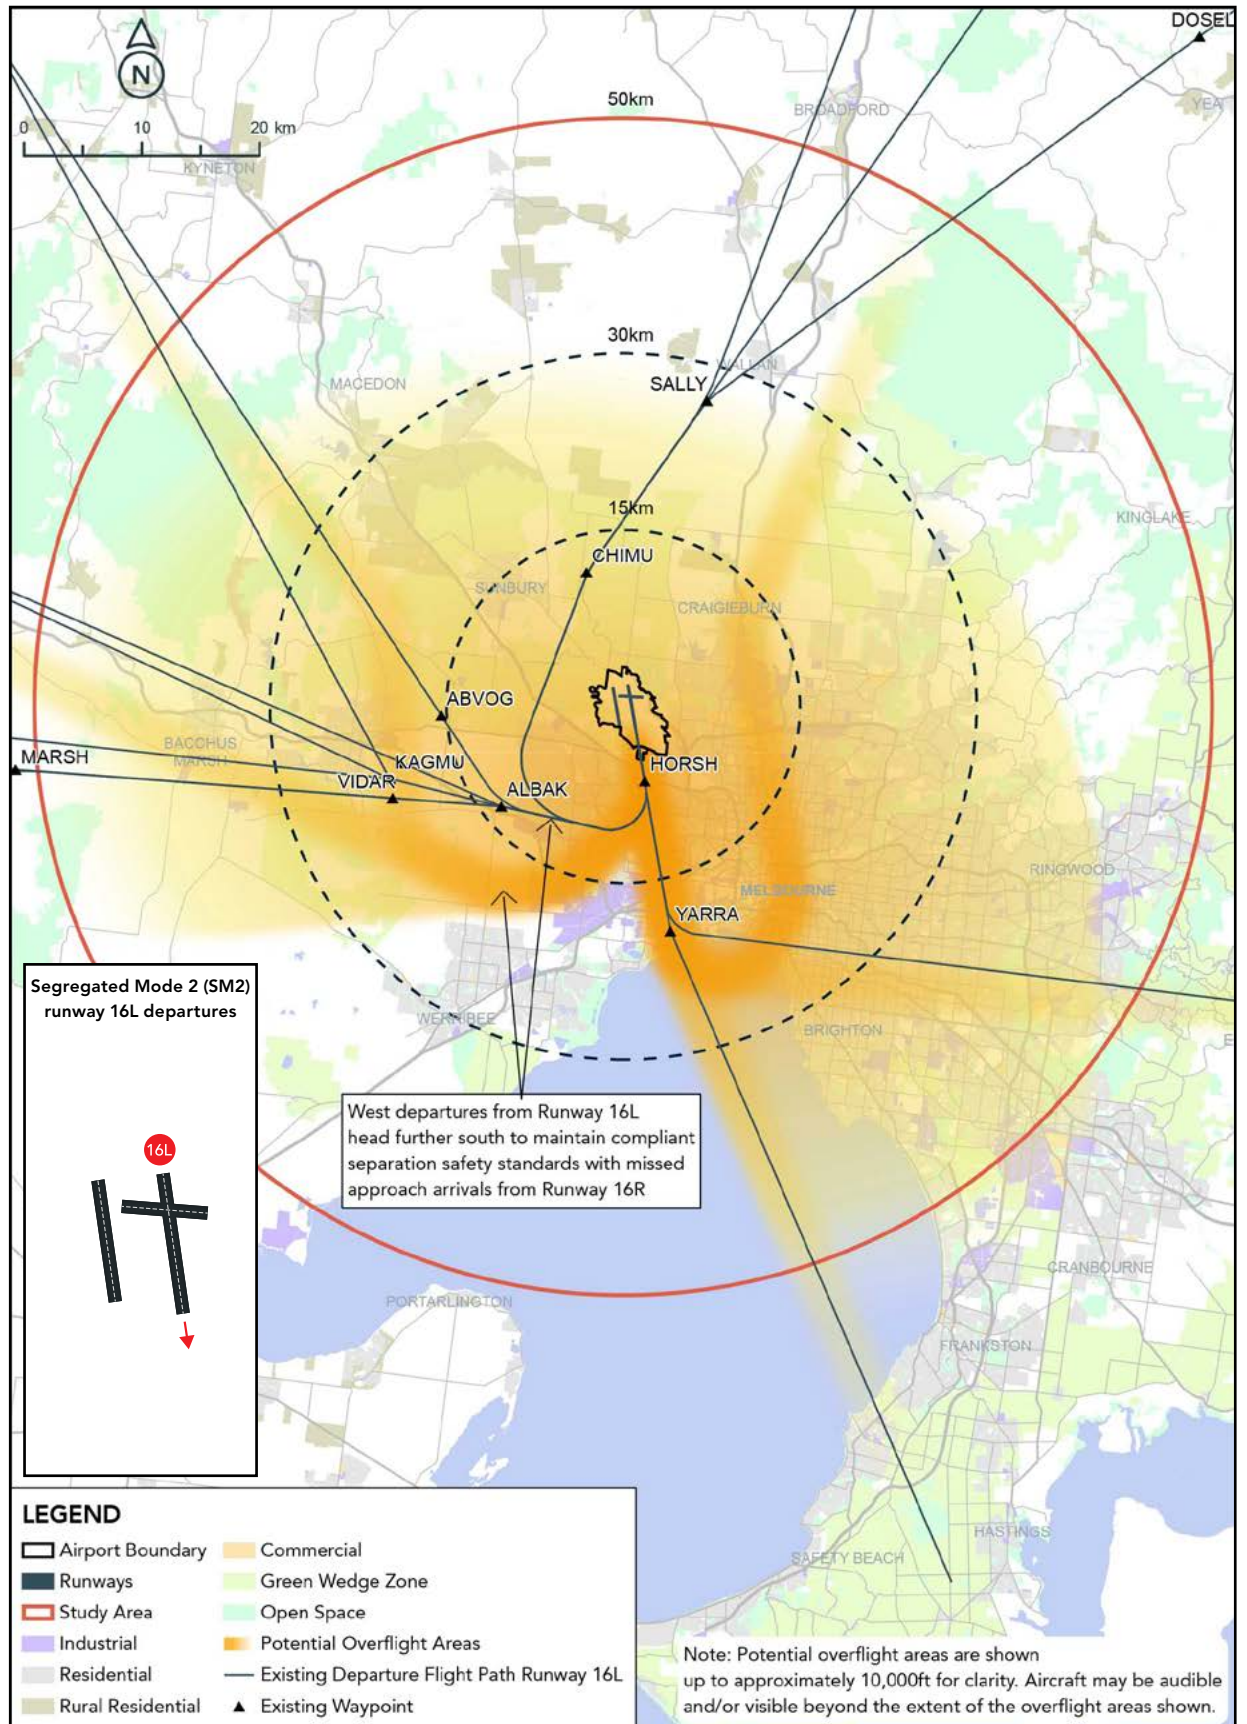 DOSEL
N
50km
BROADFORD
YEA
0 10 20 km
KYNETON
30km
WALLAN
SALLY
MACEDON
15km
KINGLAKE
CHIMU
SUNBURY
CRAIGIEBURN
ABVOG
BACCHUS
MARSH
MARSH
KAGMU
HORSH
VIDAR
ALBAK
RINGWOOD
MELBOURNE
YARRA
Segregated Mode 2 (SM2)
runway 16L departures
WERRIBEE
BRIGHTON
E
West departures from Runway 16L
head further south to maintain compliant
separation safety standards with missed
approach arrivals from Runway 16R
16L
CRANBOURNE
PORTARLINGTON
FRANKSTON
HASTINGS
SAFETY BEACH
LEGEND
Airport Boundary
Runways
Study Area
Industrial
Residential
Rural Residential
Commercial
Green Wedge Zone
Open Space
Potential Overflight Areas
Existing Departure Flight Path Runway 16L
Existing Waypoint
Note: Potential overflight areas are shown
up to approximately 10,000ft for clarity. Aircraft may be audible
and/or visible beyond the extent of the overflight areas shown.